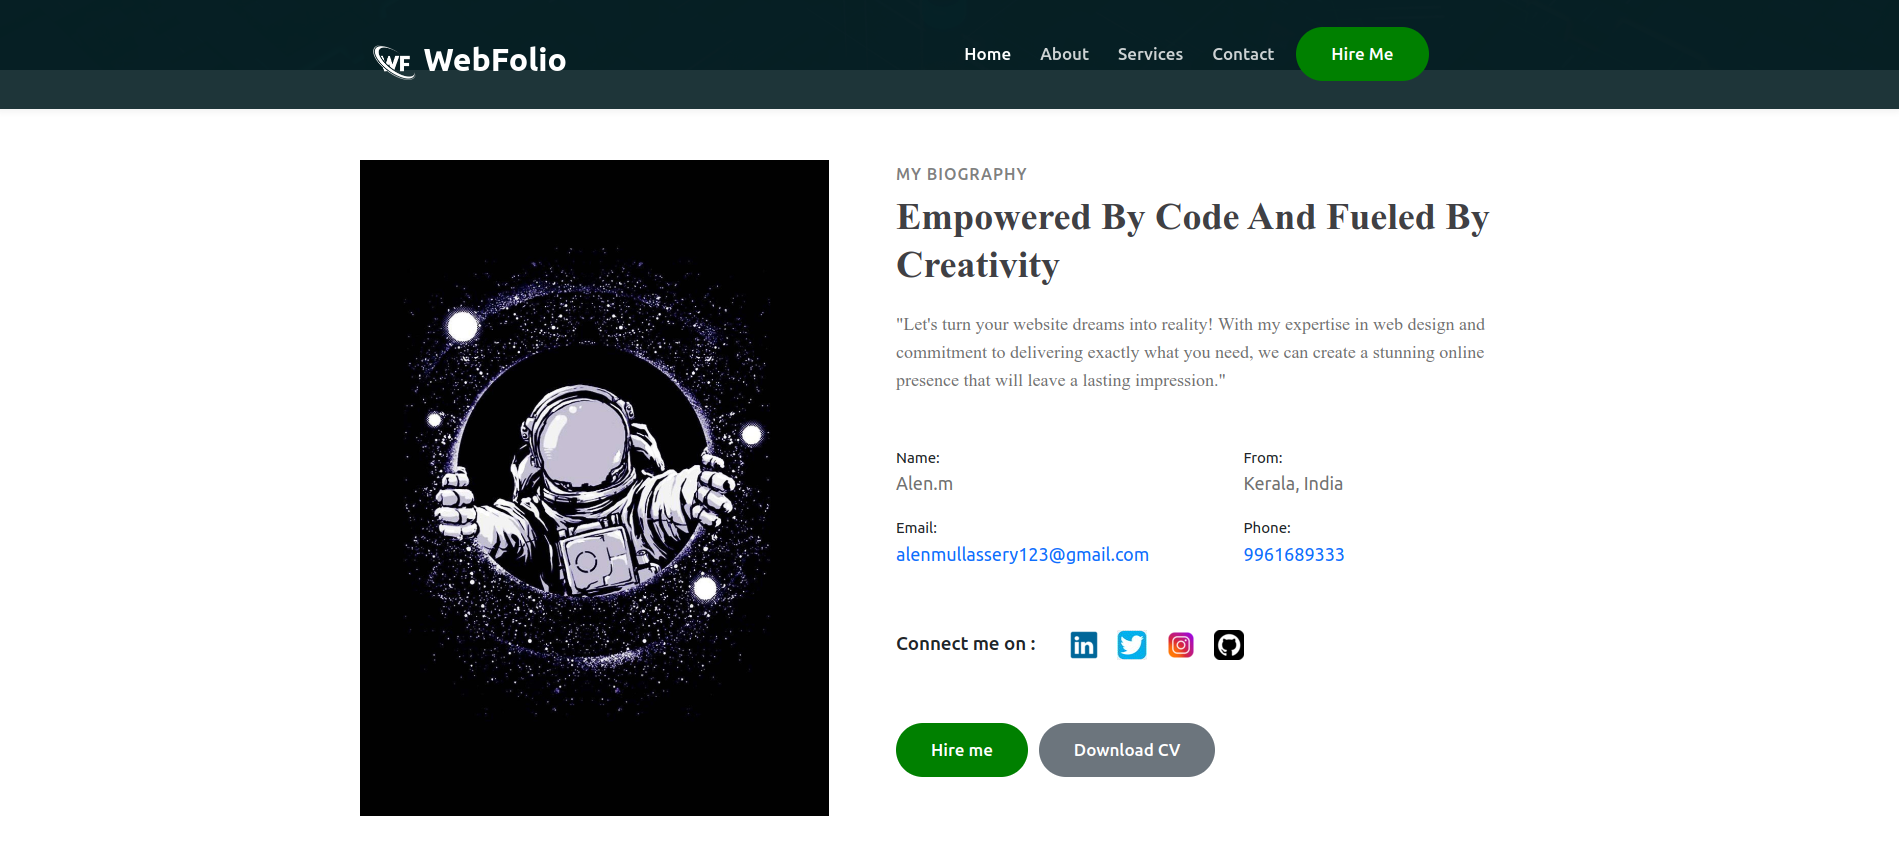 WF WebFolio
Home About Services Contact Hire Me
MY BIOGRAPHY
Empowered By Code And Fueled By
Creativity
"Let's turn your website dreams into reality! With my expertise in web design and
commitment to delivering exactly what you need, we can create a stunning online
presence that will leave a lasting impression."
Name: From:
Alen.m Kerala, India
Email: Phone:
alenmullassery123@gmail.com 9961689333
Connect me on : in
Hire me Download CV